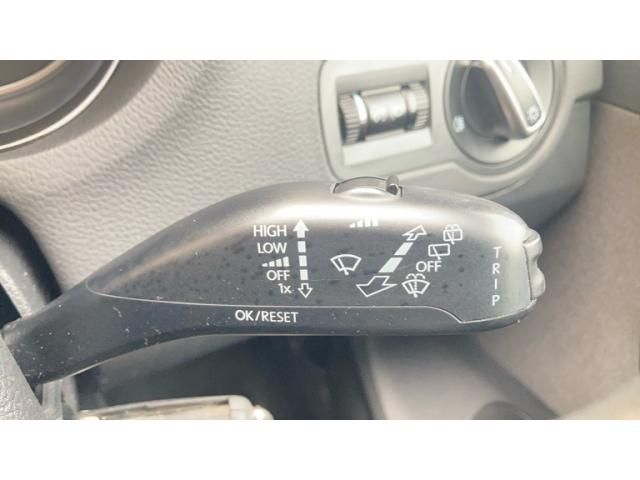 HIGH
LOW
OFF
1x
OFF
TRIP
OK/RESET